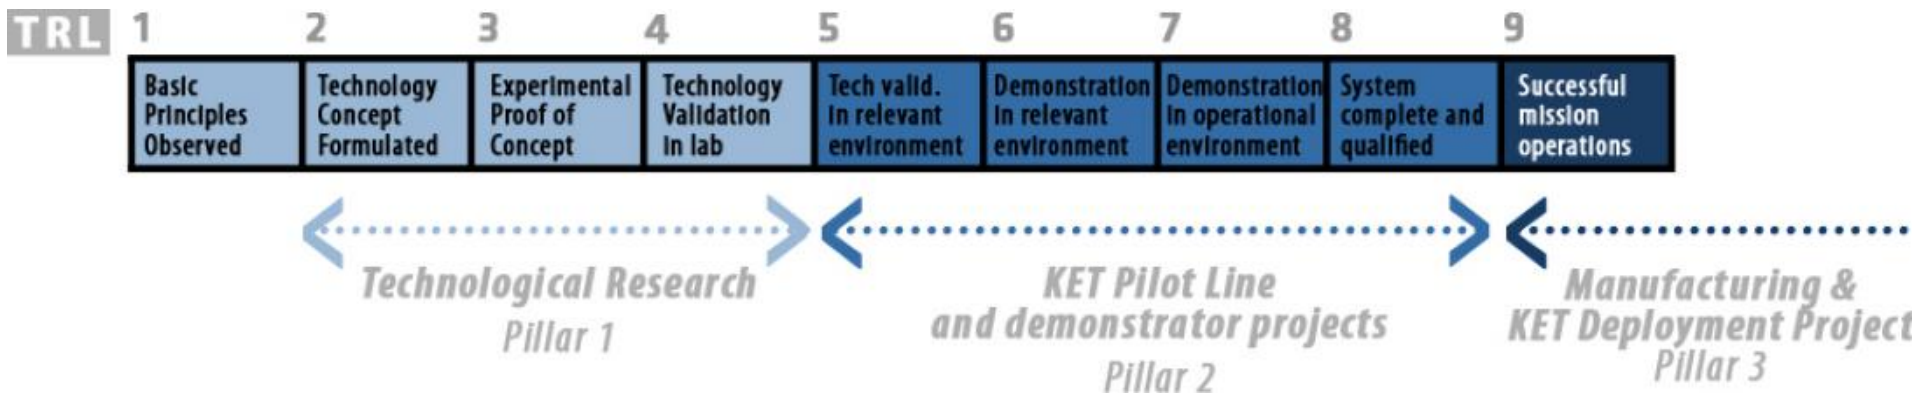 TRL 1 2 3 4 5 6 7 8 9
Basic
Principles
Observed
Technology
Concept
Formulated
Experimental
Proof of
Concept
Technology
Validation
in lab
Tech valid.
in relevant
environment
Demonstration
in relevant
environment
Demonstration
in operational
environment
System
complete and
qualified
Successful
mission
operations
Technological Research
Pillar 1
KET Pilot Line
and demonstrator projects
Pillar 2
Manufacturing &
KET Deployment Project
Pillar 3